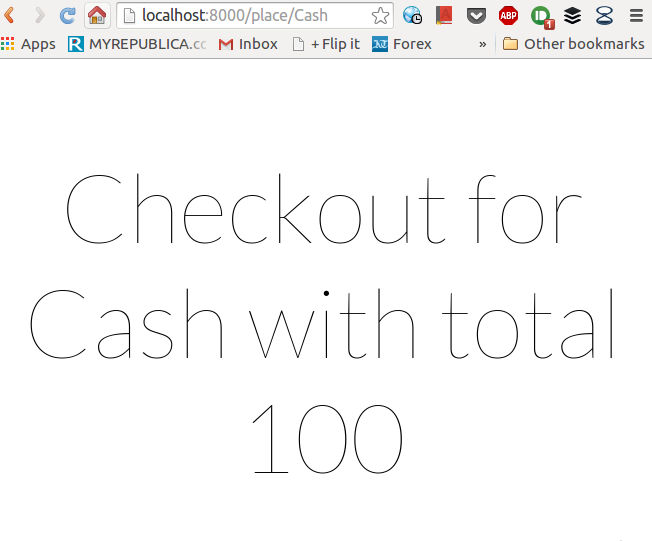 localhost:8000/place/Cash
ABP
1
Apps
R MYREPUBLICA.cc
Inbox
+ Flip it
Forex
»
Other bookmarks
Checkout for
Cash with total
100